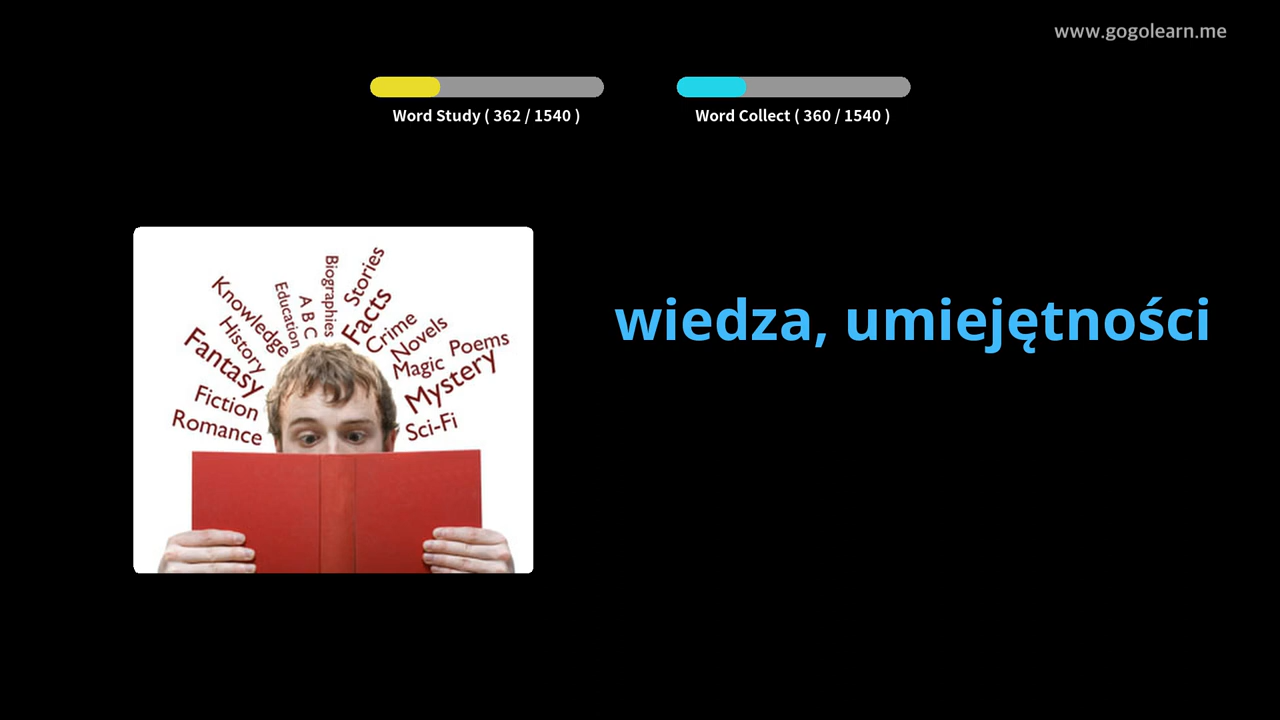 www.gogolearn.me
Word Study ( 362 / 1540 )
Word Collect ( 360 / 1540 )
wiedza, umiejętności
Knowledge
History
Fantasy
Fiction
Romance
Education
A B C
Biographies
Stories
Facts
Crime
Novels
Magic
Poems
Mystery
Sci-Fi